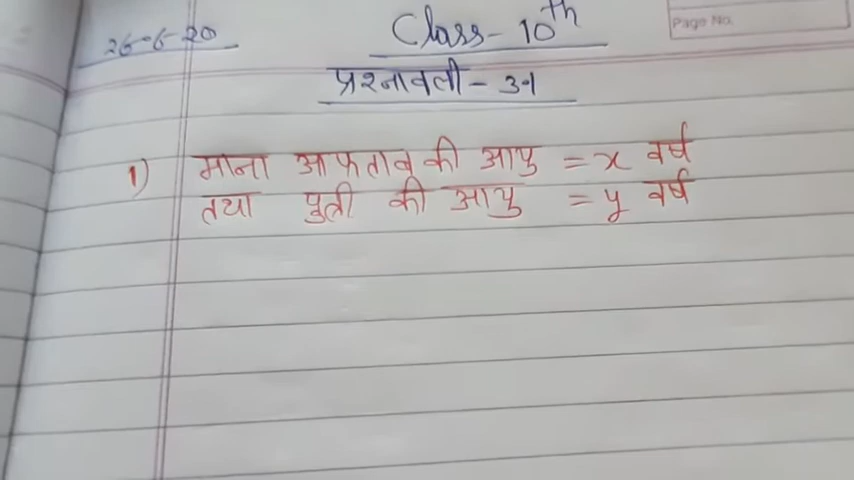 Page No.
26-6-20
Class - 10th
प्रश्नावली - 3.1
1) माना आफताब की आयु = x वर्ष
तथा पुत्री की आयु = y वर्ष